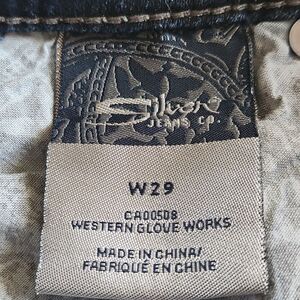 Silver
JEANS CO.
W29
CA00508
WESTERN GLOVE WORKS
MADE IN CHINA/
FABRIQUÉ EN CHINE